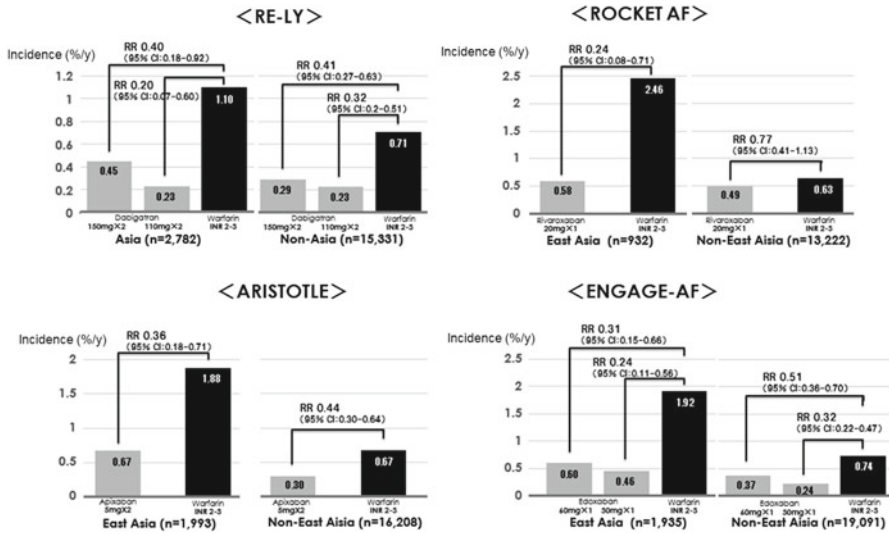 <RE-LY>
Incidence (%/y)
RR 0.40
(95% CI:0.18-0.92)
RR 0.20
(95% CI:0.07-0.60)
RR 0.41
(95% CI:0.27-0.63)
RR 0.32
(95% CI:0.2-0.51)
1.2
1
0.8
0.6
0.4
0.2
0
0.45
0.23
1.10
0.29
0.23
0.71
Dabigatran
150mg×2 110mg×2
Warfarin
INR 2-3
Asia (n=2,782)
Dabigatran
150mg×2 110mg×2
Warfarin
INR 2-3
Non-Asia (n=15,331)
<ROCKET AF>
Incidence (%/y)
RR 0.24
(95% CI:0.08-0.71)
RR 0.77
(95% CI:0.41-1.13)
2.5
2
1.5
1
0.5
0
0.58
2.46
0.49
0.63
Rivaroxaban
20mg×1
Warfarin
INR 2-3
East Asia (n=932)
Rivaroxaban
20mg×1
Warfarin
INR 2-3
Non-East Aisia (n=13,222)
<ARISTOTLE>
Incidence (%/y)
RR 0.36
(95% CI:0.18-0.71)
RR 0.44
(95% CI:0.30-0.64)
2
1.5
1
0.5
0
0.67
1.88
0.30
0.67
Apixaban
5mg×2
Warfarin
INR 2-3
East Asia (n=1,993)
Apixaban
5mg×2
Warfarin
INR 2-3
Non-East Aisia (n=16,208)
<ENGAGE-AF>
Incidence (%/y)
RR 0.31
(95% CI:0.15-0.66)
RR 0.24
(95% CI:0.11-0.56)
RR 0.51
(95% CI:0.36-0.70)
RR 0.32
(95% CI:0.22-0.47)
2.5
2
1.5
1
0.5
0
0.60
0.46
1.92
0.37
0.24
0.74
Edoxaban
60mg×1 30mg×1
Warfarin
INR 2-3
East Asia (n=1,935)
Edoxaban
60mg×1 30mg×1
Warfarin
INR 2-3
Non-East Aisia (n=19,091)